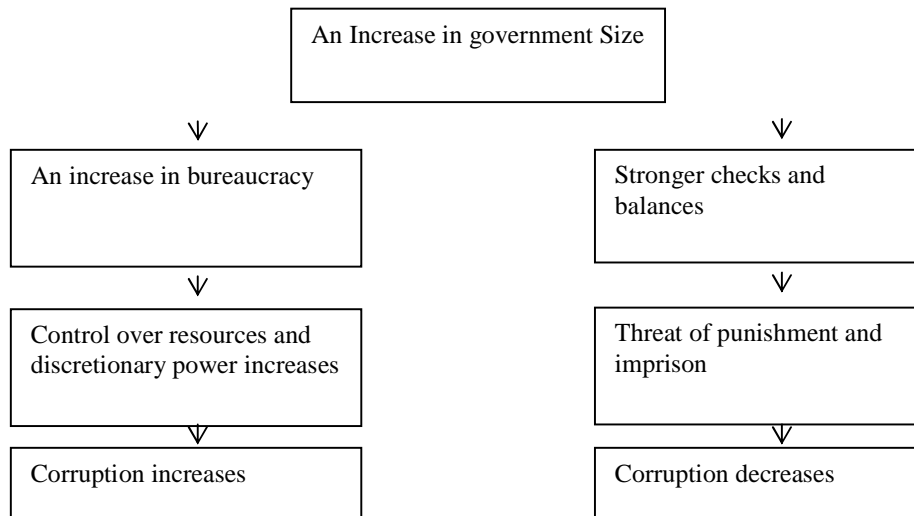 An Increase in government Size
An increase in bureaucracy
Stronger checks and
balances
Control over resources and
discretionary power increases
Threat of punishment and
imprison
Corruption increases
Corruption decreases